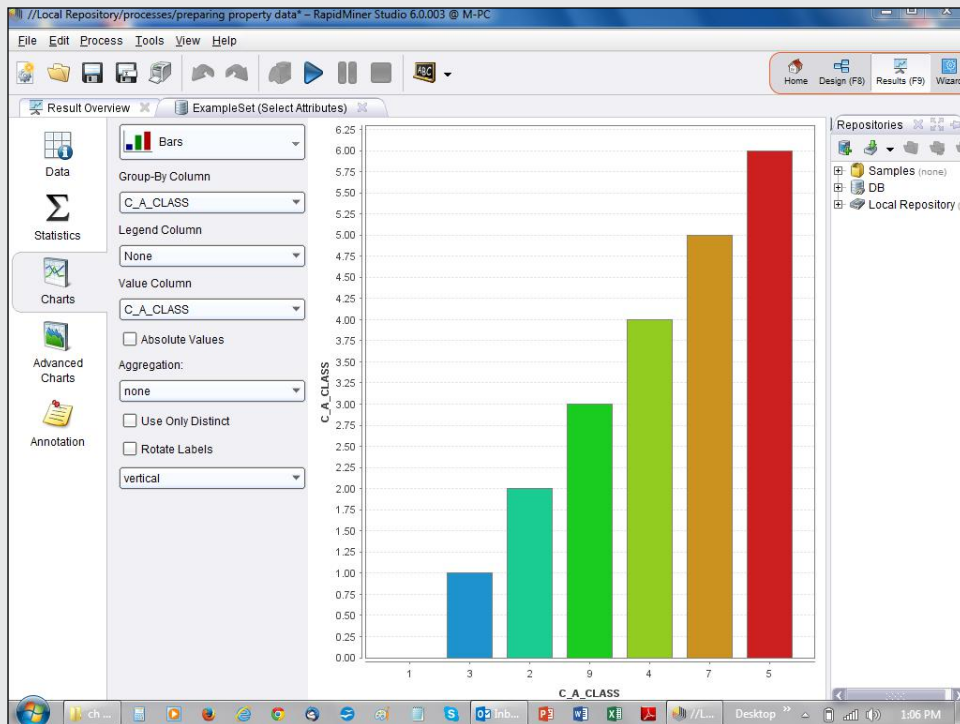 //Local Repository/processes/preparing property data* – RapidMiner Studio 6.0.003 @ M-PC
File Edit Process Tools View Help
ABC
Home
Design (F8)
Results (F9)
Wizard
Result Overview
ExampleSet (Select Attributes)
Data
Statistics
Charts
Advanced
Charts
Annotation
Bars
Group-By Column
C_A_CLASS
Legend Column
None
Value Column
C_A_CLASS
Absolute Values
Aggregation:
none
Use Only Distinct
Rotate Labels
vertical
C_A_CLASS
6.25
6.00
5.75
5.50
5.25
5.00
4.75
4.50
4.25
4.00
3.75
3.50
3.25
3.00
2.75
2.50
2.25
2.00
1.75
1.50
1.25
1.00
0.75
0.50
0.25
0.00
1 3 2 9 4 7 5
C_A_CLASS
Repositories
Samples (none)
DB
Local Repository
ch ...
Inb...
//L...
Desktop
1:06 PM